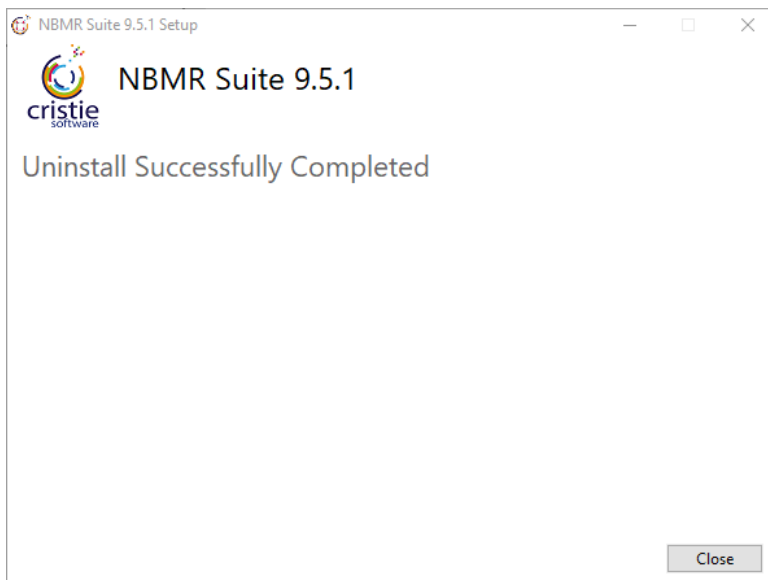 NBMR Suite 9.5.1 Setup
NBMR Suite 9.5.1
cristie
software
Uninstall Successfully Completed
Close